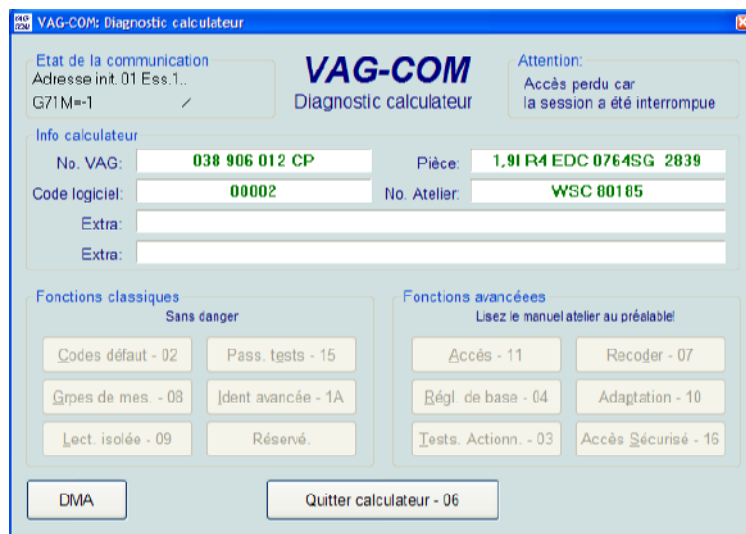 VAG-COM: Diagnostic calculateur
Etat de la communication
Adresse init. 01 Ess.1..
G71M=-1 /
VAG-COM
Diagnostic calculateur
Attention:
Accès perdu car
la session a été interrompue
Info calculateur
No. VAG: 038 906 012 CP Pièce: 1,9l R4 EDC 0764SG 2839
Code logiciel: 00002 No. Atelier: WSC 80185
Extra:
Extra:
Fonctions classiques
Sans danger
Codes défaut - 02 Pass. tests - 15
Grpes de mes. - 08 Ident avancée - 1A
Lect. isolée - 09 Réservé.
Fonctions avancéees
Lisez le manuel atelier au préalable!
Accès - 11 Recoder - 07
Régl. de base - 04 Adaptation - 10
Tests. Actionn. - 03 Accès Sécurisé - 16
DMA Quitter calculateur - 06